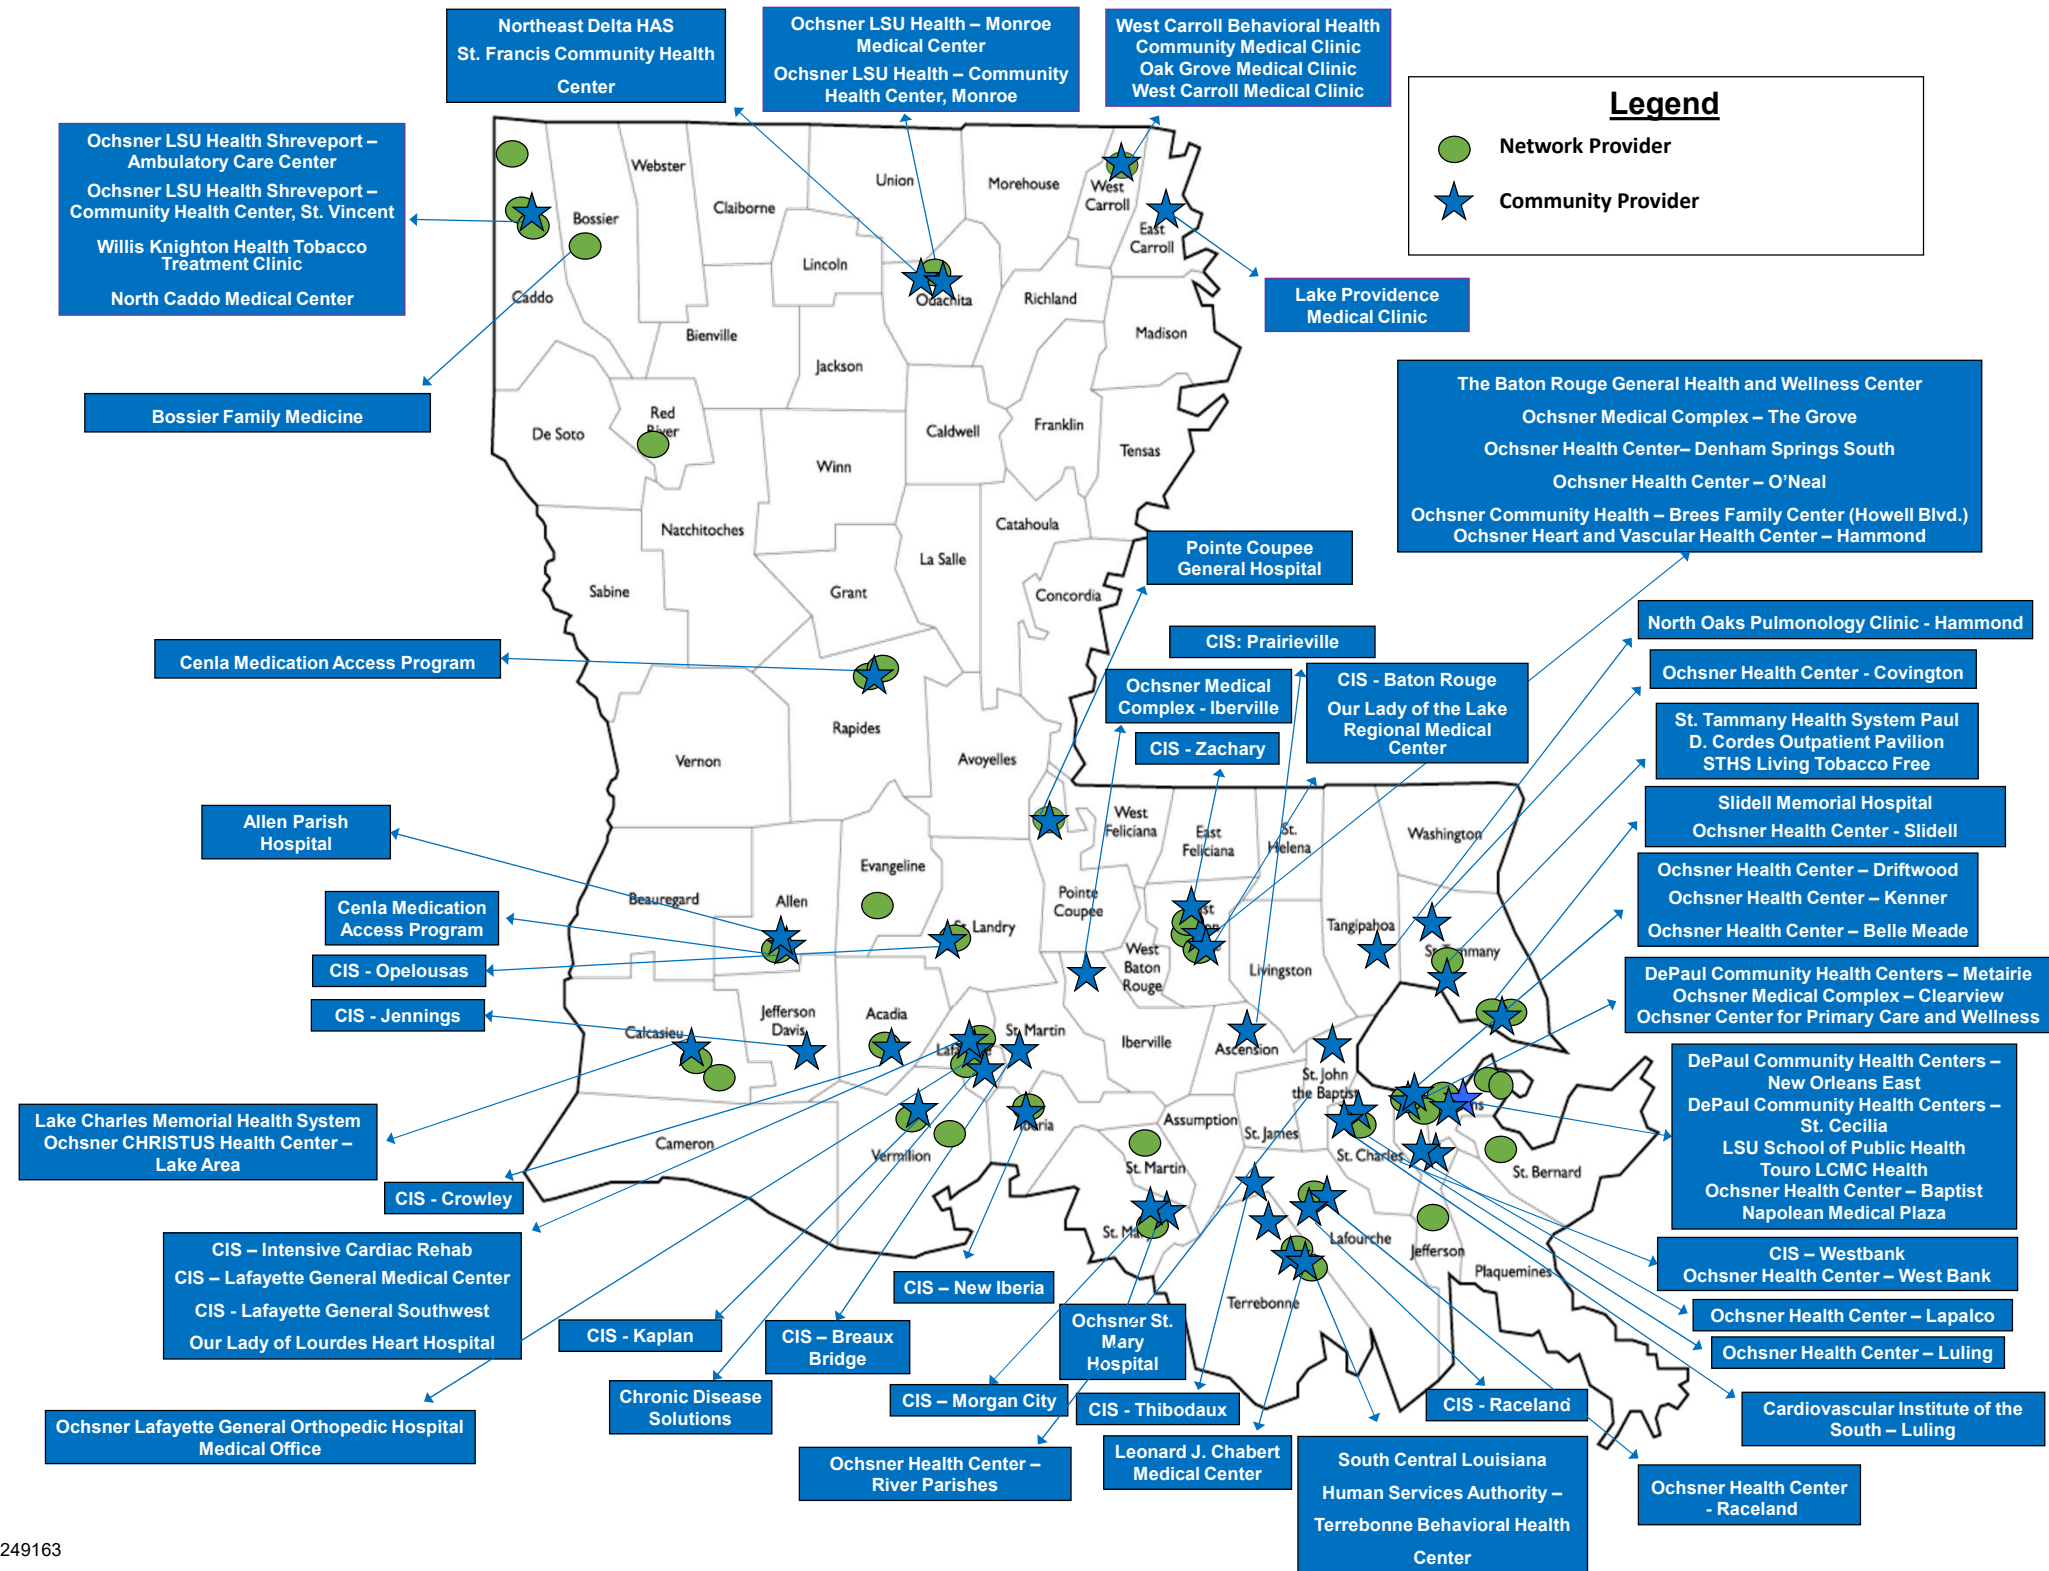 Northeast Delta HAS
St. Francis Community Health
Center
Ochsner LSU Health – Monroe
Medical Center
Ochsner LSU Health – Community
Health Center, Monroe
West Carroll Behavioral Health
Community Medical Clinic
Oak Grove Medical Clinic
West Carroll Medical Clinic
Legend
Network Provider
Community Provider
Ochsner LSU Health Shreveport –
Ambulatory Care Center
Ochsner LSU Health Shreveport –
Community Health Center, St. Vincent
Willis Knighton Health Tobacco
Treatment Clinic
North Caddo Medical Center
Bossier Family Medicine
Lake Providence
Medical Clinic
Webster
Claiborne
Union
Morehouse
West
Carroll
East
Carroll
Bossier
Caddo
Lincoln
Ouachita
Richland
Madison
Bienville
Jackson
De Soto
Red
River
Caldwell
Franklin
Tensas
Winn
Natchitoches
Catahoula
La Salle
Sabine
Grant
Concordia
Rapides
Vernon
Avoyelles
The Baton Rouge General Health and Wellness Center
Ochsner Medical Complex – The Grove
Ochsner Health Center– Denham Springs South
Ochsner Health Center – O’Neal
Ochsner Community Health – Brees Family Center (Howell Blvd.)
Ochsner Heart and Vascular Health Center – Hammond
Pointe Coupee
General Hospital
CIS: Prairieville
Ochsner Medical
Complex - Iberville
CIS - Zachary
CIS - Baton Rouge
Our Lady of the Lake
Regional Medical
Center
North Oaks Pulmonology Clinic - Hammond
Ochsner Health Center - Covington
St. Tammany Health System Paul
D. Cordes Outpatient Pavilion
STHS Living Tobacco Free
Slidell Memorial Hospital
Ochsner Health Center - Slidell
Ochsner Health Center – Driftwood
Ochsner Health Center – Kenner
Ochsner Health Center – Belle Meade
DePaul Community Health Centers – Metairie
Ochsner Medical Complex – Clearview
Ochsner Center for Primary Care and Wellness
DePaul Community Health Centers –
New Orleans East
DePaul Community Health Centers –
St. Cecilia
LSU School of Public Health
Touro LCMC Health
Ochsner Health Center – Baptist
Napolean Medical Plaza
CIS – Westbank
Ochsner Health Center – West Bank
Ochsner Health Center – Lapalco
Ochsner Health Center – Luling
Cardiovascular Institute of the
South – Luling
Cenla Medication Access Program
Allen Parish
Hospital
Cenla Medication
Access Program
CIS - Opelousas
CIS - Jennings
Beauregard
Allen
Evangeline
St. Landry
Pointe
Coupee
West
Feliciana
East
Feliciana
St.
Helena
Washington
Tangipahoa
St. Tammany
West
Baton
Rouge
Livingston
Calcasieu
Jefferson
Davis
Acadia
St. Martin
Iberville
Ascension
St. John
the Baptist
Cameron
Vermilion
Iberia
Assumption
St. James
St. Charles
St. Bernard
St. Martin
Lafourche
Jefferson
Plaquemines
Terrebonne
Lake Charles Memorial Health System
Ochsner CHRISTUS Health Center –
Lake Area
CIS - Crowley
CIS – Intensive Cardiac Rehab
CIS – Lafayette General Medical Center
CIS - Lafayette General Southwest
Our Lady of Lourdes Heart Hospital
Ochsner Lafayette General Orthopedic Hospital
Medical Office
CIS - Kaplan
Chronic Disease
Solutions
CIS – Breaux
Bridge
CIS – New Iberia
CIS – Morgan City
Ochsner St.
Mary
Hospital
CIS - Thibodaux
Ochsner Health Center –
River Parishes
Leonard J. Chabert
Medical Center
CIS - Raceland
South Central Louisiana
Human Services Authority –
Terrebonne Behavioral Health
Center
Ochsner Health Center
- Raceland
249163